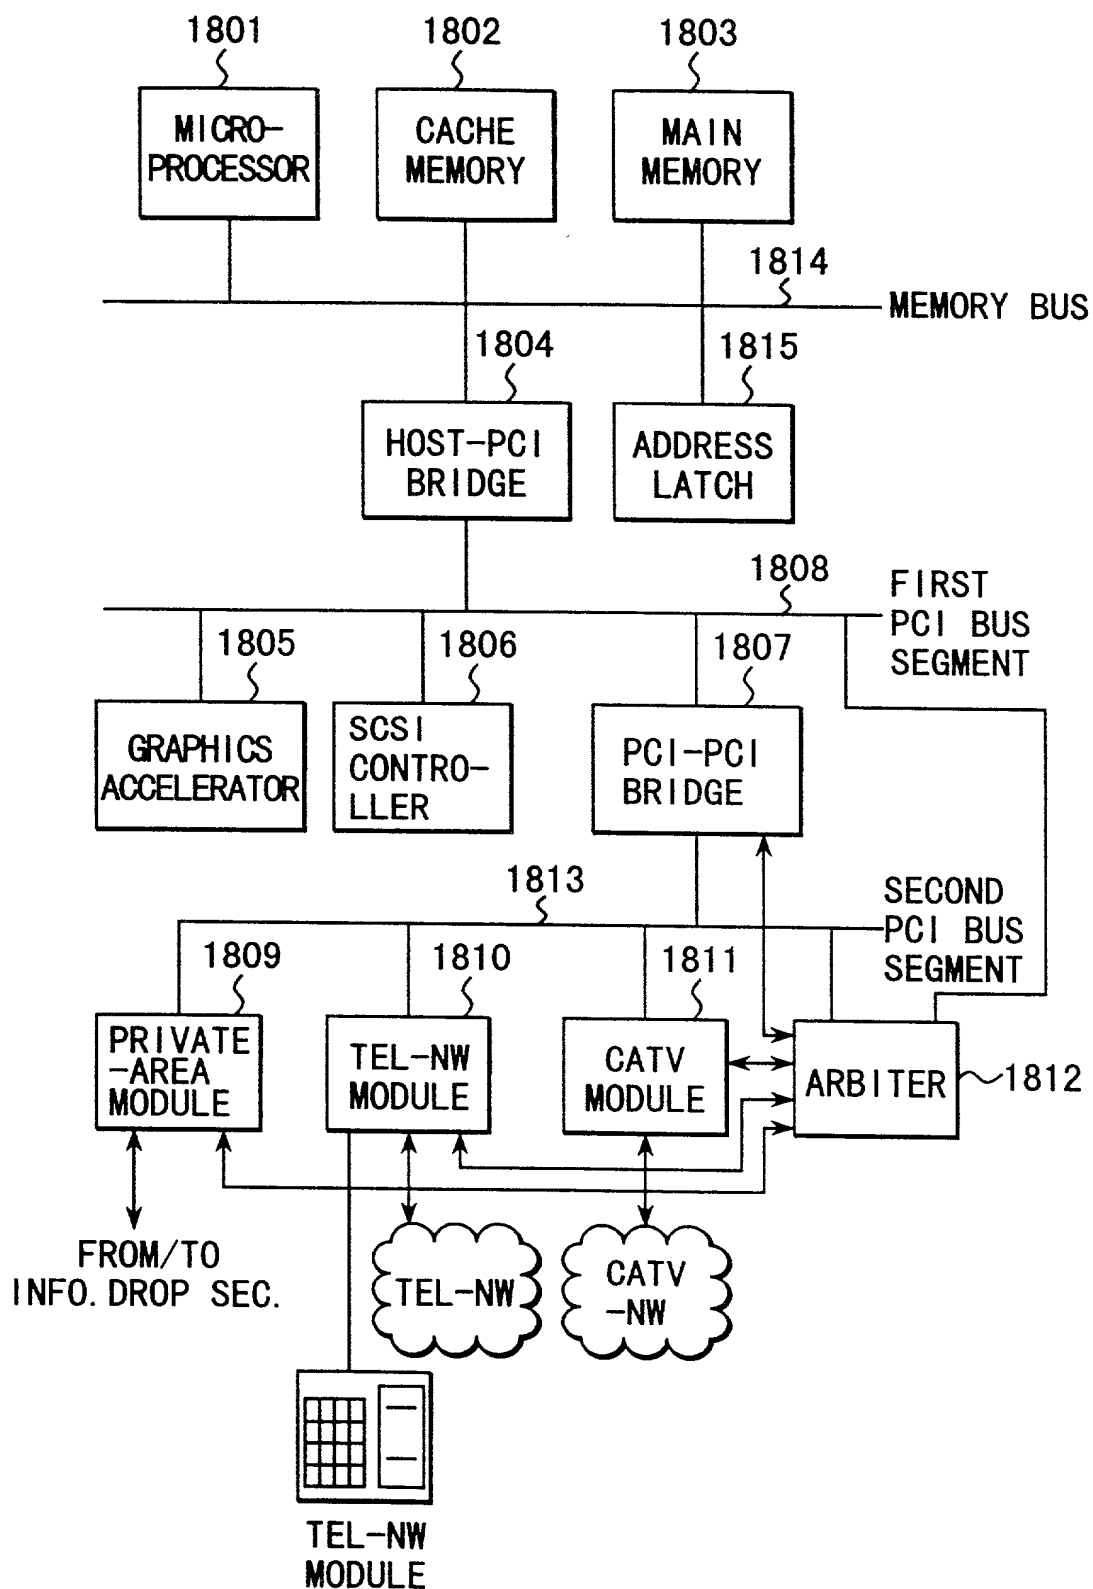 1801
1802
1803
MICRO-
PROCESSOR
CACHE
MEMORY
MAIN
MEMORY
1814
MEMORY BUS
1804
1815
HOST-PCI
BRIDGE
ADDRESS
LATCH
1808
FIRST
PCI BUS
SEGMENT
1805
1806
1807
GRAPHICS
ACCELERATOR
SCSI
CONTRO-
LLER
PCI-PCI
BRIDGE
1813
SECOND
PCI BUS
SEGMENT
1809
1810
1811
PRIVATE
-AREA
MODULE
TEL-NW
MODULE
CATV
MODULE
ARBITER
1812
FROM/TO
INFO. DROP SEC.
TEL-NW
CATV
-NW
TEL-NW
MODULE